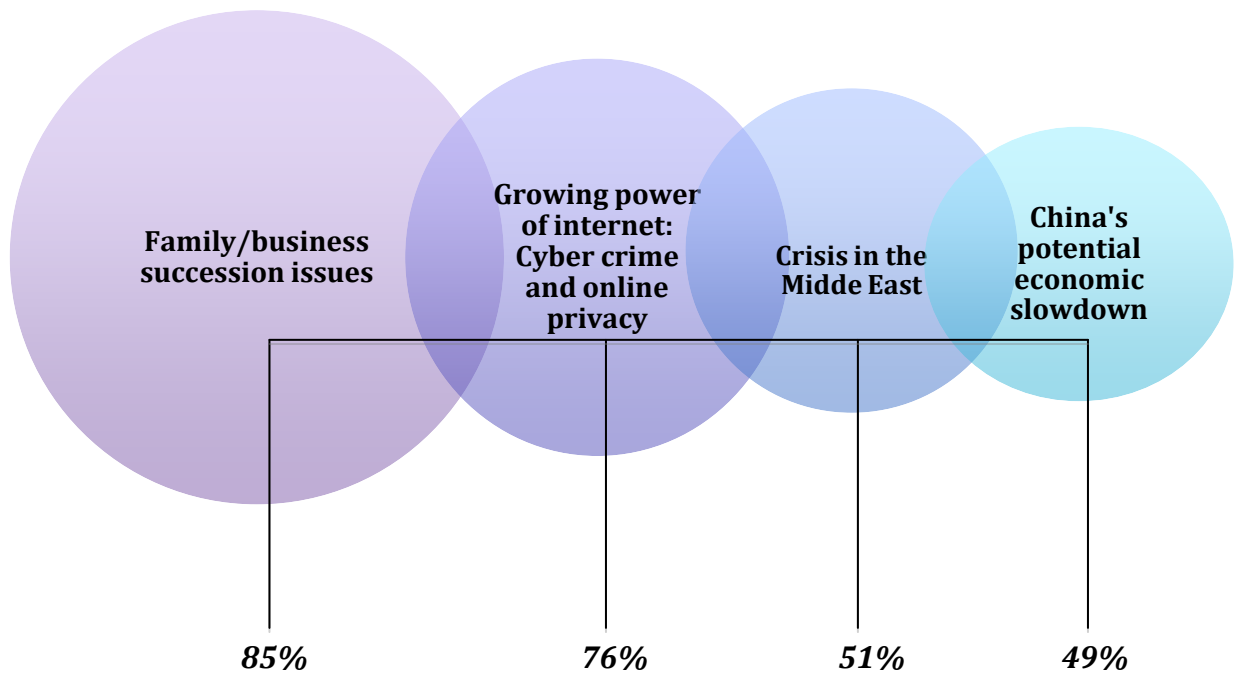 Family/business
succession issues
Growing power
of internet:
Cyber crime
and online
privacy
Crisis in the
Midde East
China's
potential
economic
slowdown
85%
76%
51%
49%